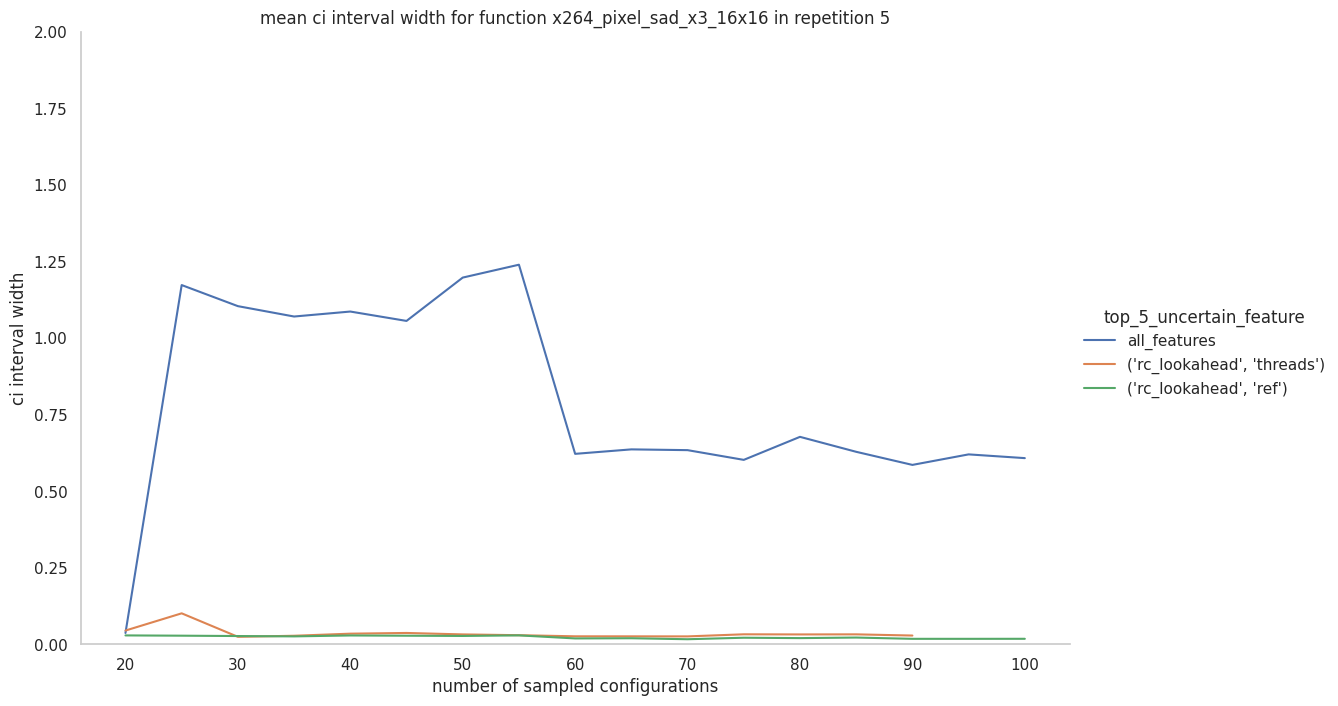 mean ci interval width for function x264_pixel_sad_x3_16x16 in repetition 5
2.00
1.75
1.50
1.25
1.00
0.75
0.50
0.25
0.00
ci interval width
20
30
40
50
60
70
80
90
100
number of sampled configurations
top_5_uncertain_feature
all_features
('rc_lookahead', 'threads')
('rc_lookahead', 'ref')